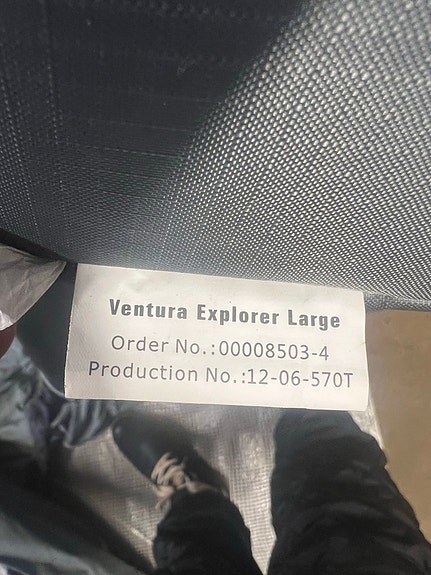 Ventura Explorer Large
Order No.:00008503-4
Production No.:12-06-570T